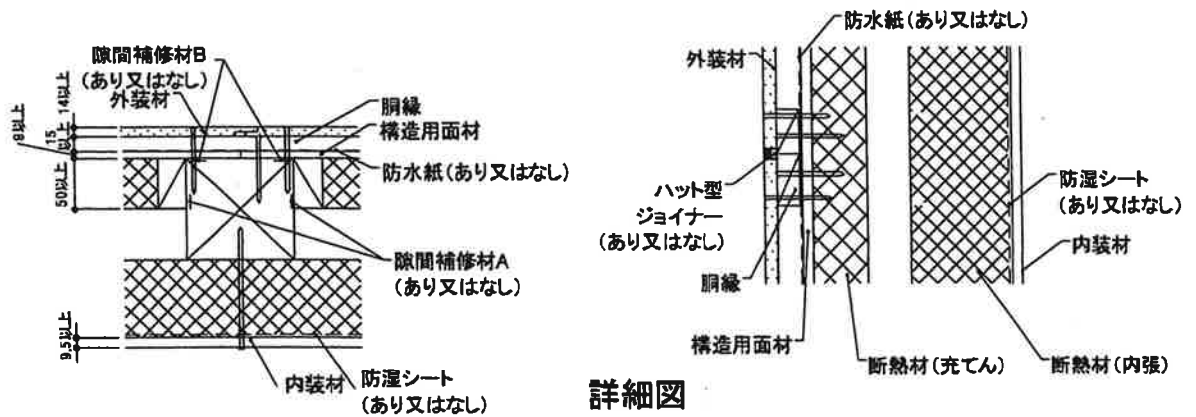 隙間補修材B
(あり又はなし)
外装材
胴縁
構造用面材
防水紙(あり又はなし)
14以上
15
以上
9以上
50以上
隙間補修材A
(あり又はなし)
9.5以上
内装材
防湿シート
(あり又はなし)
防水紙(あり又はなし)
外装材
ハット型
ジョイナー
(あり又はなし)
胴縁
構造用面材
防湿シート
(あり又はなし)
内装材
断熱材(充てん)
断熱材(内張)
詳細図